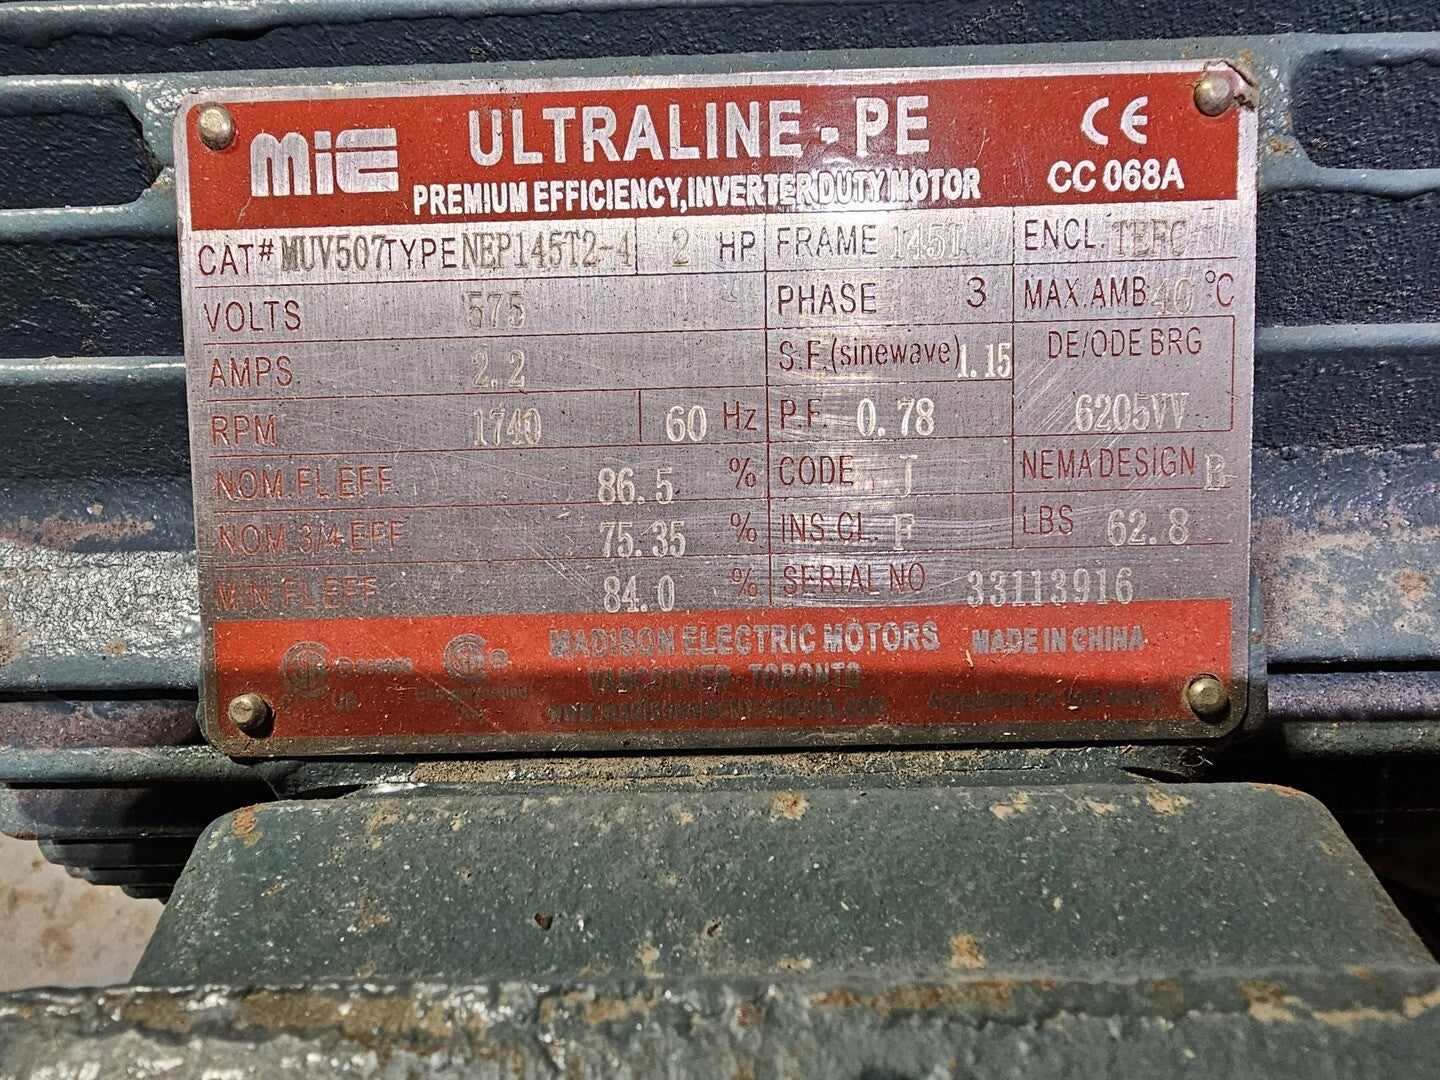 MiE ULTRALINE - PE CE
PREMIUM EFFICIENCY, INVERTER DUTY MOTOR CC 068A
CAT# MUV507 TYPE NEP145T2-4 2 HP FRAME 145T ENCL. TEFC
VOLTS 575 PHASE 3 MAX. AMB 40 °C
AMPS 2.2 S.F. (sinewave) 1.15 DE/ODE BRG
RPM 1740 60 Hz P.F. 0.78 6205VV
NOM FL EFF 86.5 % CODE J NEMA DESIGN B
NOM 3/4 EFF 75.35 % INS.CL. F LBS 62.8
MIN FL EFF 84.0 % SERIAL NO 33113916
MADISON ELECTRIC MOTORS MADE IN CHINA
VANCOUVER - TORONTO
www.madisonelectricmotors.com